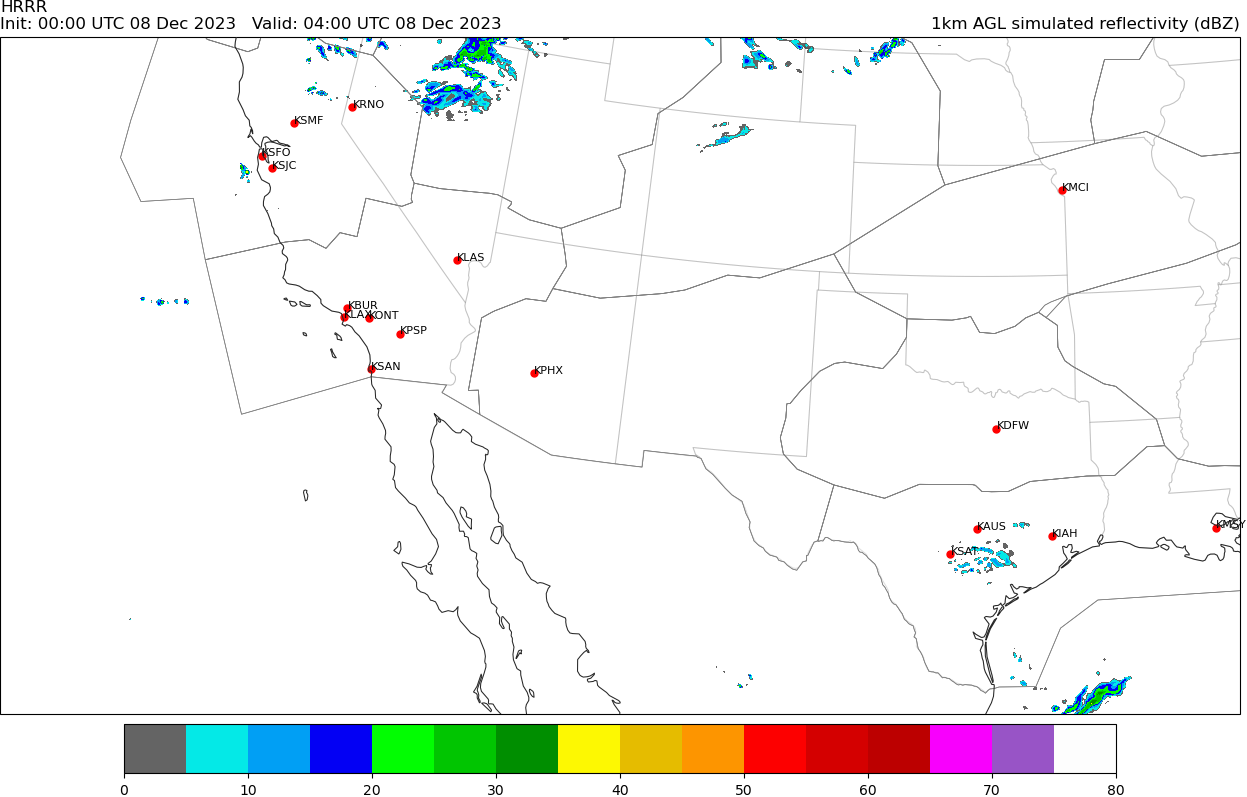 HRRR
Init: 00:00 UTC 08 Dec 2023   Valid: 04:00 UTC 08 Dec 2023
1km AGL simulated reflectivity (dBZ)
KRNO
KSMF
KSFO
KSJC
KMCI
KLAS
KBUR
KLAX
KONT
KPSP
KSAN
KPHX
KDFW
KAUS
KMSY
KIAH
KSAT
0 10 20 30 40 50 60 70 80